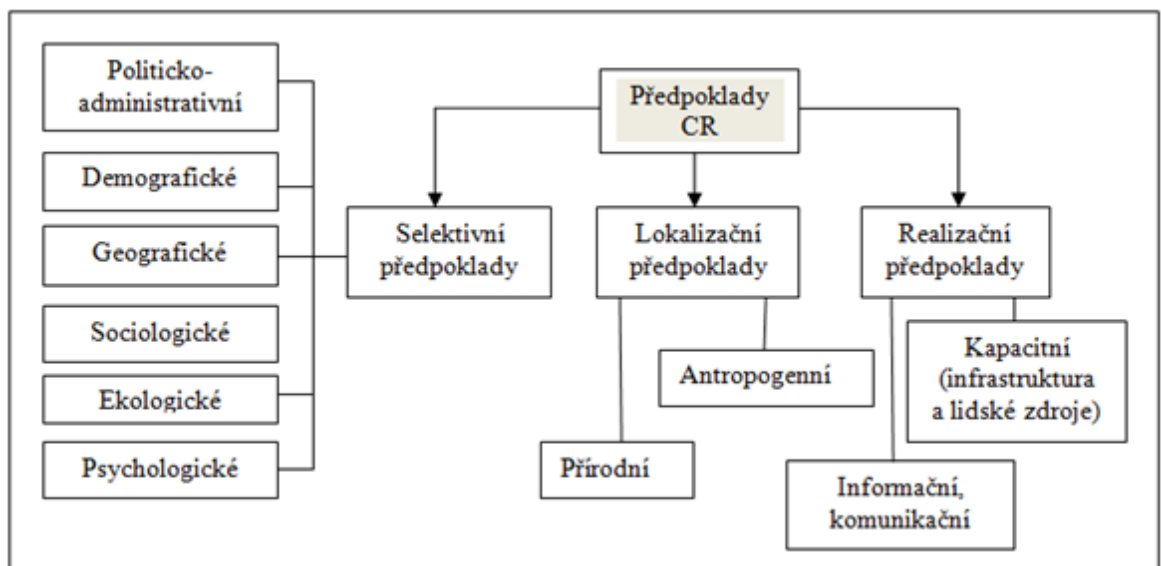 Předpoklady
CR
Politicko-
administrativní
Demografické
Geografické
Sociologické
Ekologické
Psychologické
Selektivní
předpoklady
Lokalizační
předpoklady
Realizační
předpoklady
Antropogenní
Přírodní
Kapacitní
(infrastruktura
a lidské zdroje)
Informační,
komunikační